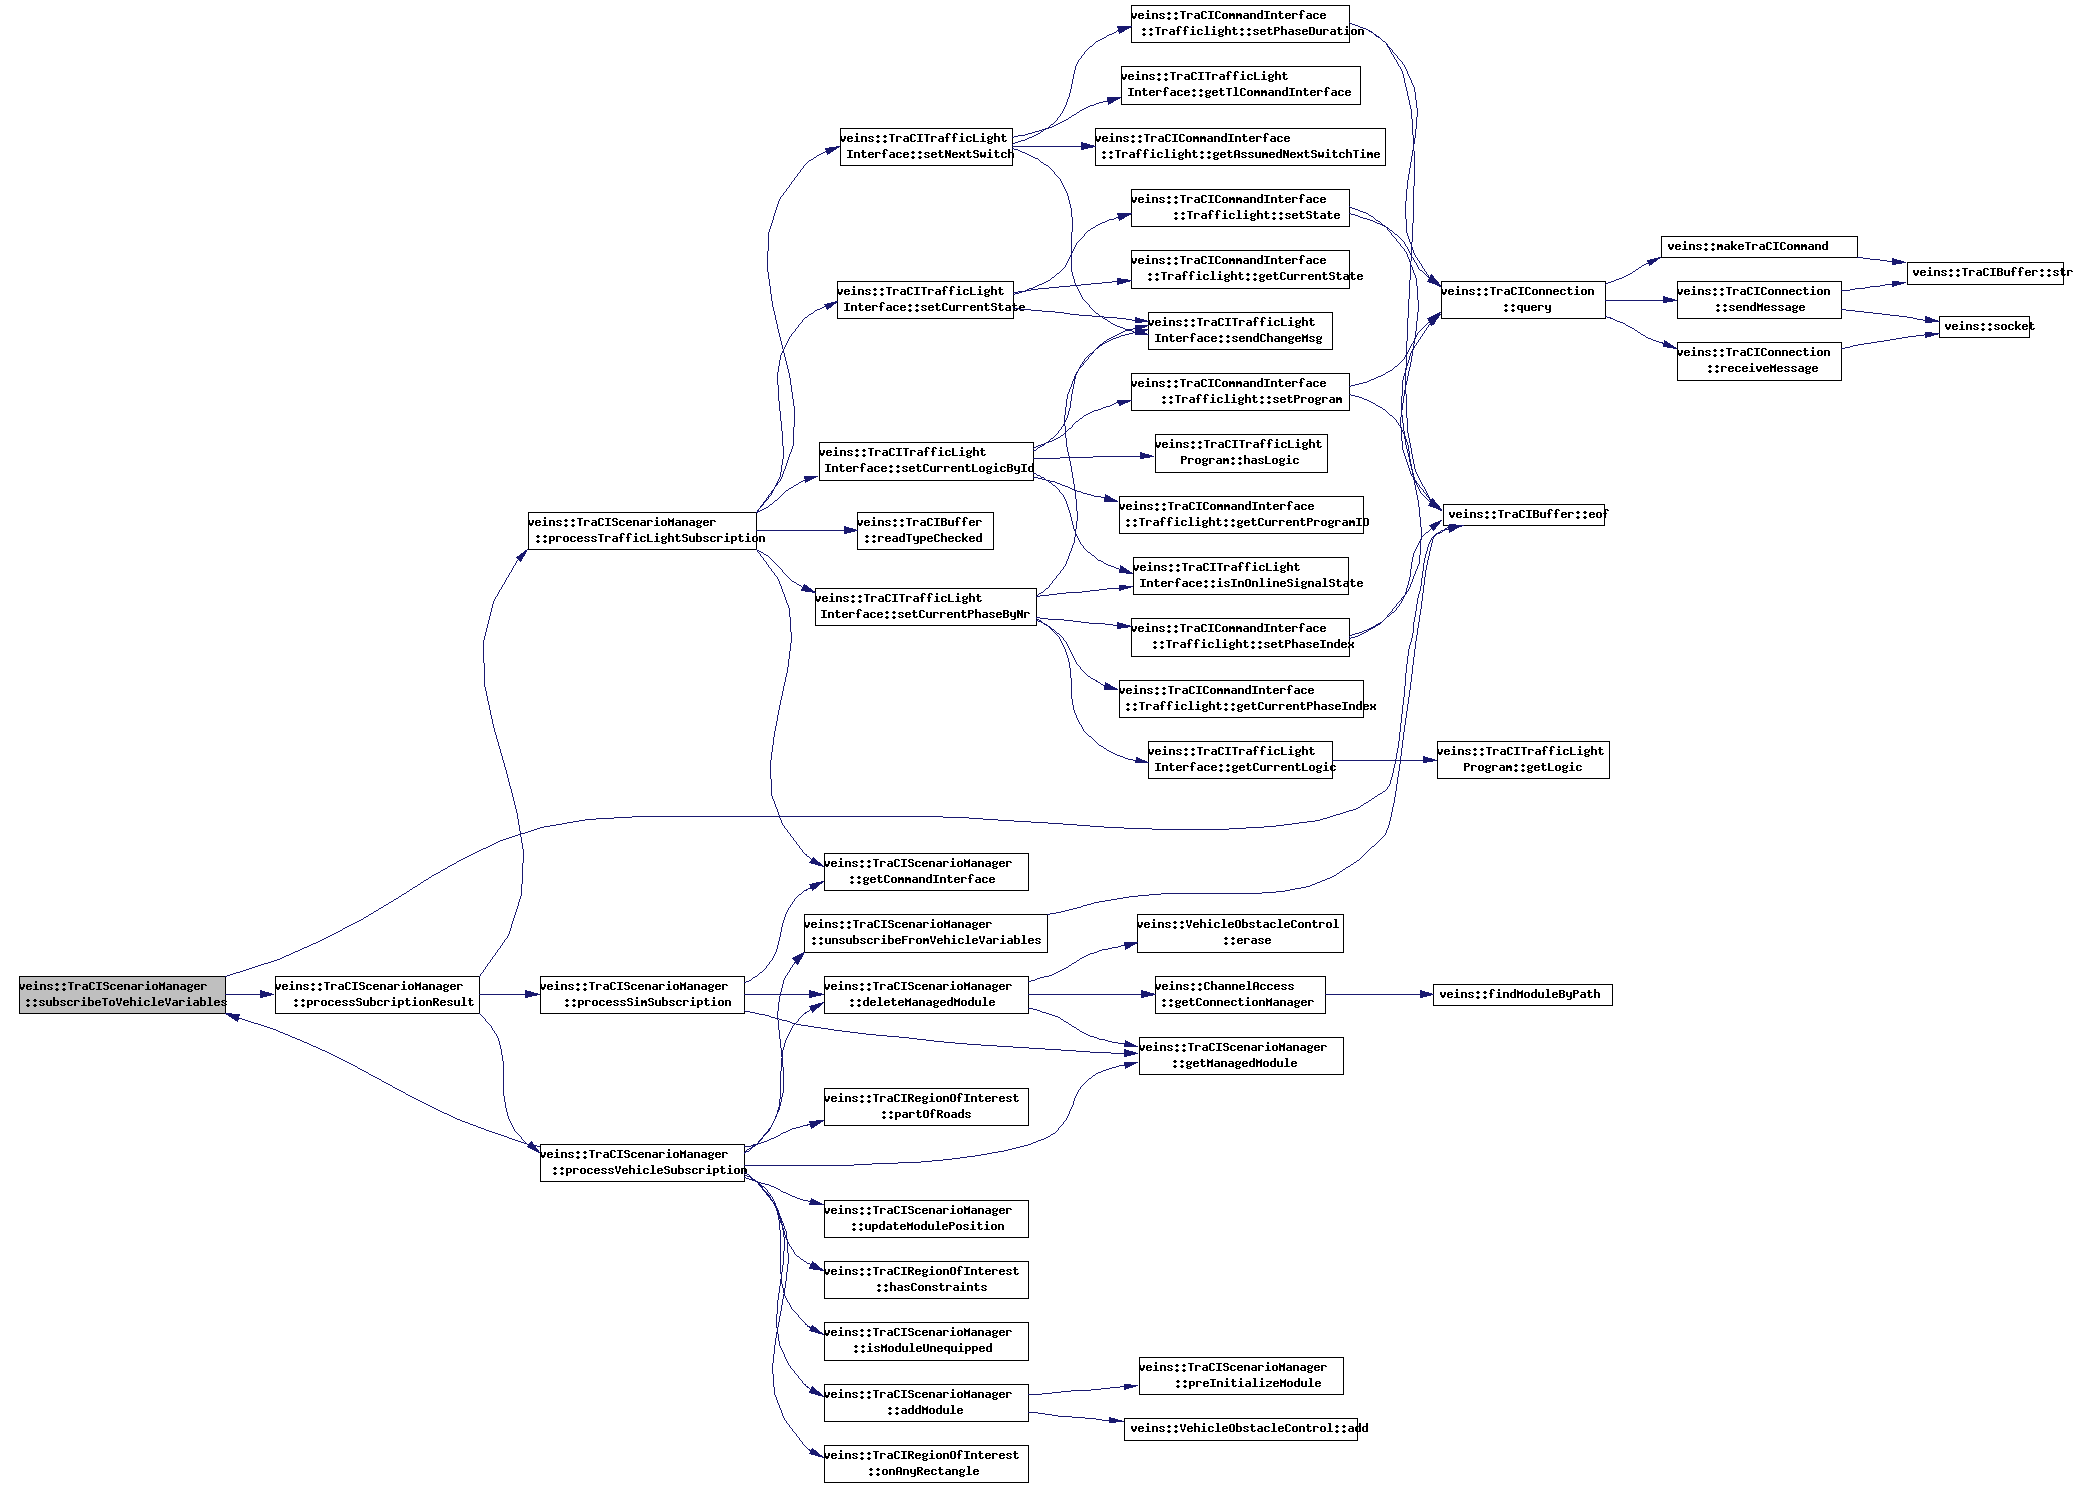 veins::TraCICommandInterface
::Trafficlight::setPhaseDuration
veins::TraCITrafficLight
Interface::getTlCommandInterface
veins::TraCITrafficLight
Interface::setNextSwitch
veins::TraCICommandInterface
::Trafficlight::getAssumedNextSwitchTime
veins::TraCICommandInterface
::Trafficlight::setState
veins::makeTraCICommand
veins::TraCICommandInterface
::Trafficlight::getCurrentState
veins::TraCIBuffer::str
veins::TraCITrafficLight
Interface::setCurrentState
veins::TraCIConnection
::query
veins::TraCIConnection
::sendMessage
veins::TraCITrafficLight
Interface::sendChangeMsg
veins::socket
veins::TraCIConnection
::receiveMessage
veins::TraCICommandInterface
::Trafficlight::setProgram
veins::TraCITrafficLight
Program::hasLogic
veins::TraCITrafficLight
Interface::setCurrentLogicById
veins::TraCICommandInterface
::Trafficlight::getCurrentProgramID
veins::TraCIBuffer::eof
veins::TraCIScenarioManager
::processTrafficLightSubscription
veins::TraCIBuffer
::readTypeChecked
veins::TraCITrafficLight
Interface::isInOnlineSignalState
veins::TraCITrafficLight
Interface::setCurrentPhaseByNr
veins::TraCICommandInterface
::Trafficlight::setPhaseIndex
veins::TraCICommandInterface
::Trafficlight::getCurrentPhaseIndex
veins::TraCITrafficLight
Interface::getCurrentLogic
veins::TraCITrafficLight
Program::getLogic
veins::TraCIScenarioManager
::getCommandInterface
veins::TraCIScenarioManager
::unsubscribeFromVehicleVariables
veins::VehicleObstacleControl
::erase
veins::TraCIScenarioManager
::subscribeToVehicleVariables
veins::TraCIScenarioManager
::processSubcriptionResult
veins::TraCIScenarioManager
::processSimSubscription
veins::TraCIScenarioManager
::deleteManagedModule
veins::ChannelAccess
::getConnectionManager
veins::findModuleByPath
veins::TraCIScenarioManager
::getManagedModule
veins::TraCIRegionOfInterest
::partOfRoads
veins::TraCIScenarioManager
::processVehicleSubscription
veins::TraCIScenarioManager
::updateModulePosition
veins::TraCIRegionOfInterest
::hasConstraints
veins::TraCIScenarioManager
::isModuleUnequipped
veins::TraCIScenarioManager
::preInitializeModule
veins::TraCIScenarioManager
::addModule
veins::VehicleObstacleControl::add
veins::TraCIRegionOfInterest
::onAnyRectangle